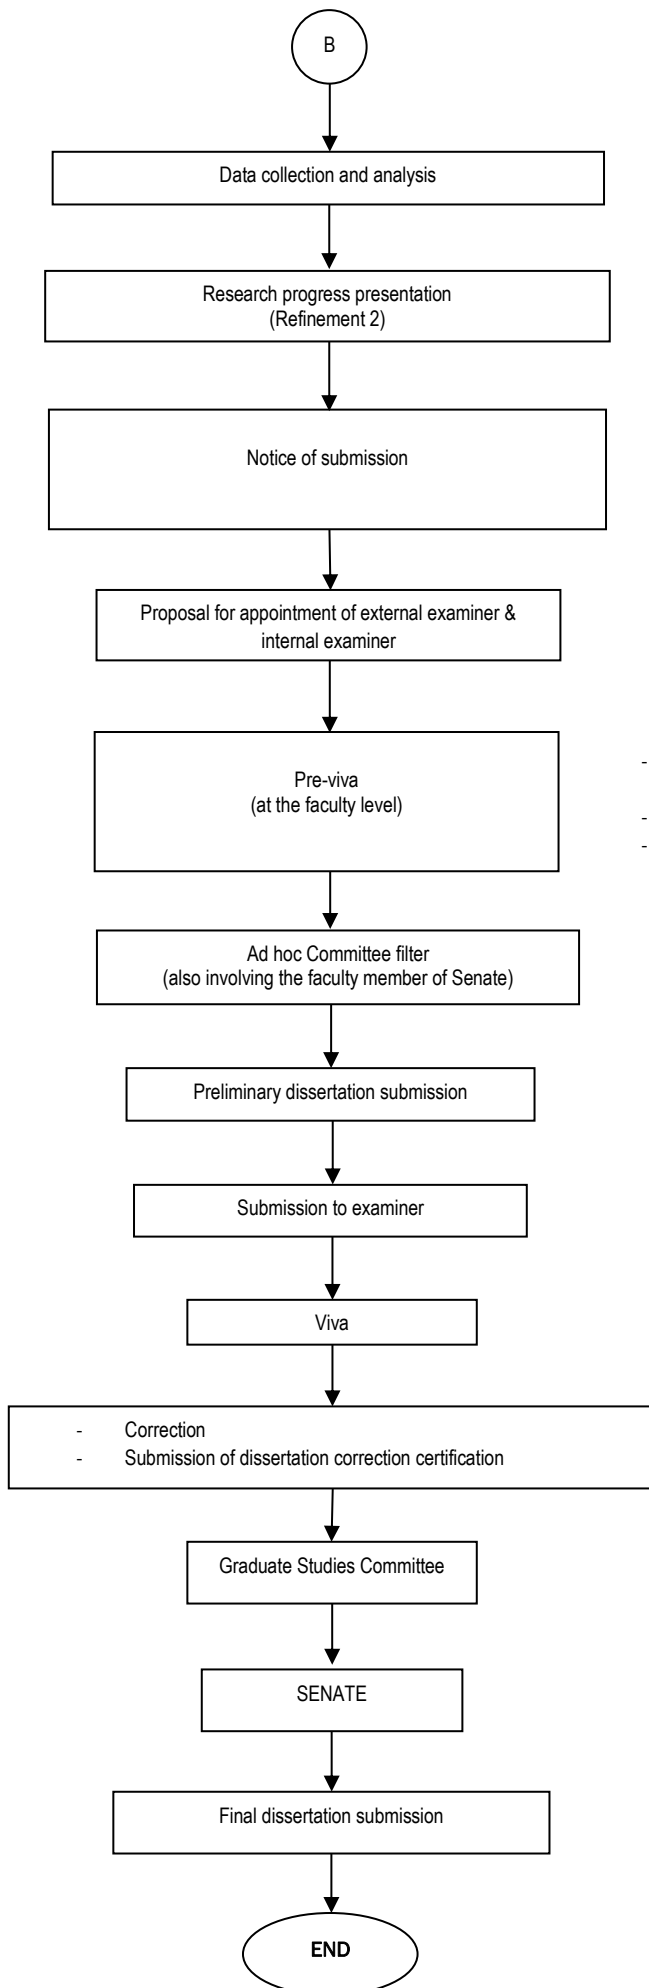 B
Data collection and analysis
Research progress presentation
(Refinement 2)
Notice of submission
Proposal for appointment of external examiner &
internal examiner
Pre-viva
(at the faculty level)
-
-
-
Ad hoc Committee filter
(also involving the faculty member of Senate)
Preliminary dissertation submission
Submission to examiner
Viva
- Correction
- Submission of dissertation correction certification
Graduate Studies Committee
SENATE
Final dissertation submission
END